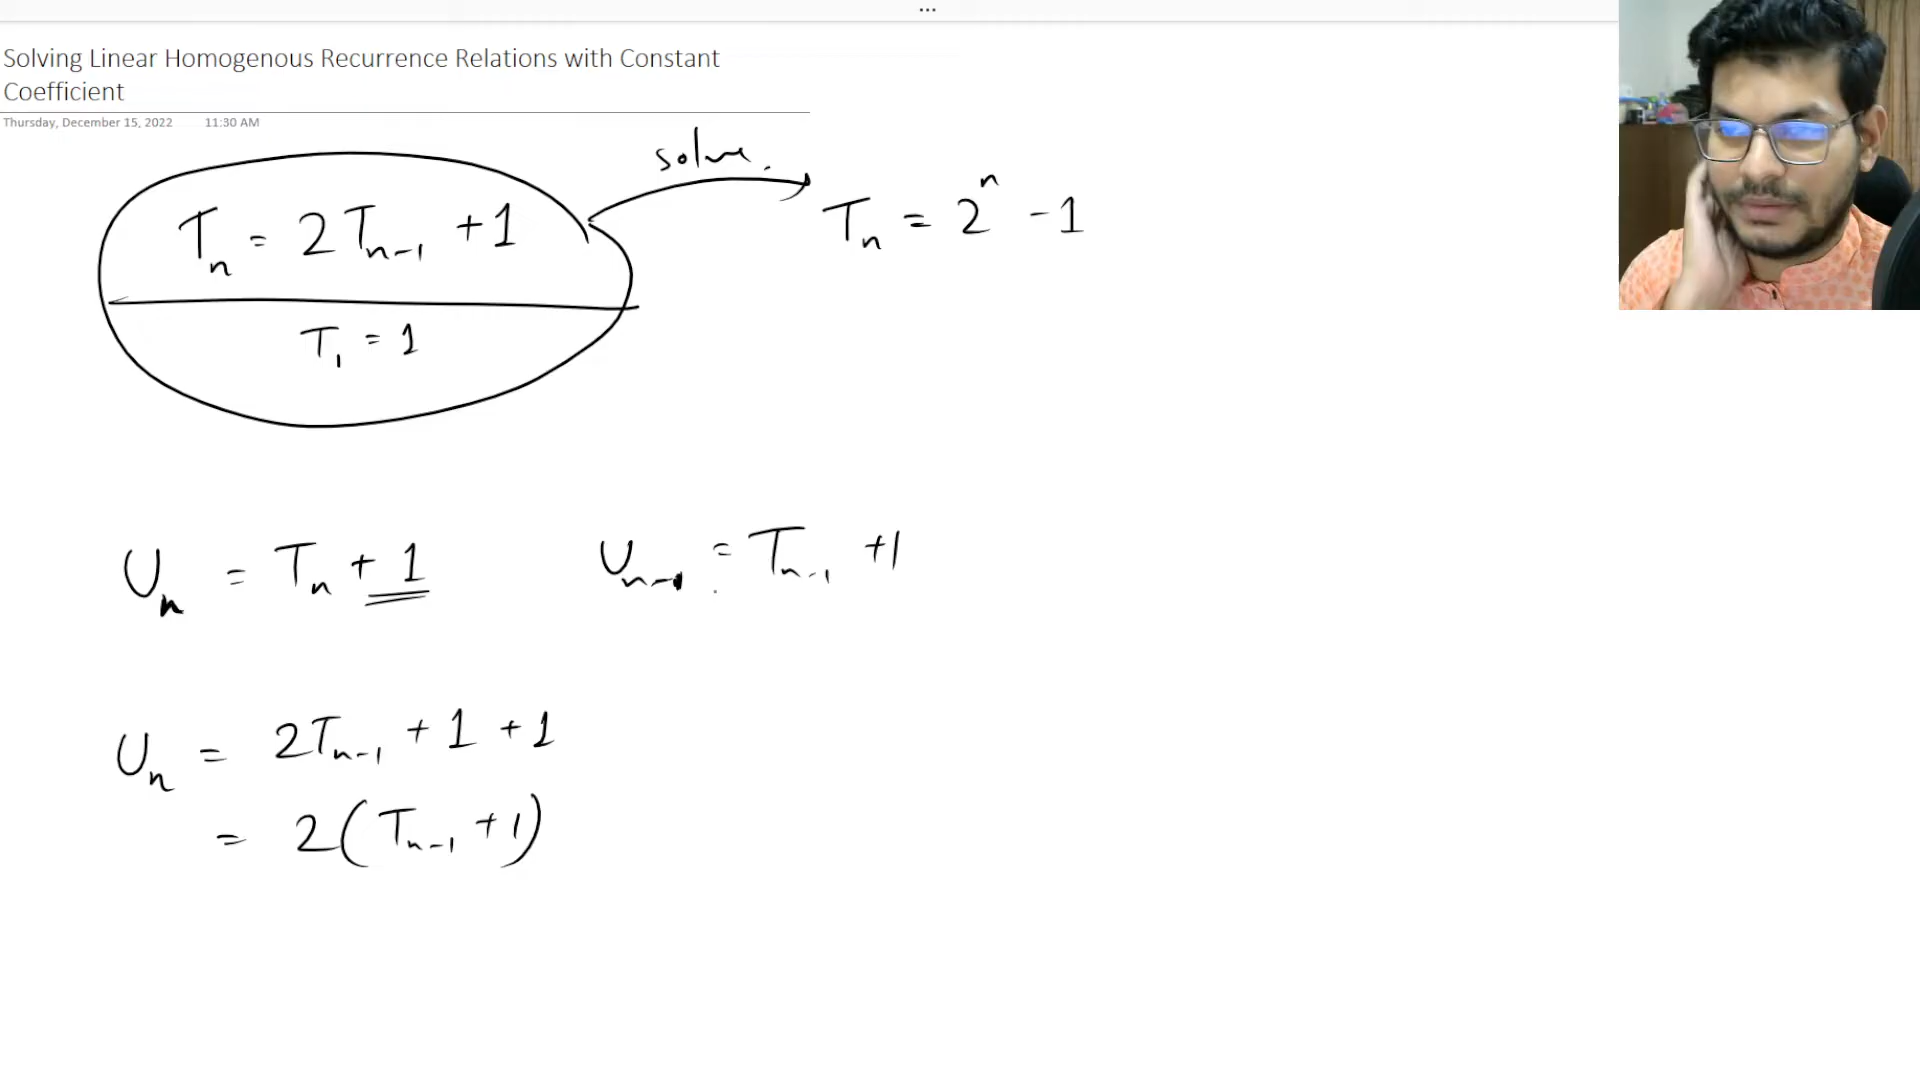 ...
Solving Linear Homogenous Recurrence Relations with Constant
Coefficient
Thursday, December 15, 2022 11:30 AM
solve.
Tₙ = 2Tₙ₋₁ + 1
Tₙ = 2ⁿ - 1
T₁ = 1
Uₙ = Tₙ + 1
Uₙ₋₁ = Tₙ₋₁ + 1
Uₙ = 2Tₙ₋₁ + 1 + 1
= 2(Tₙ₋₁ + 1)